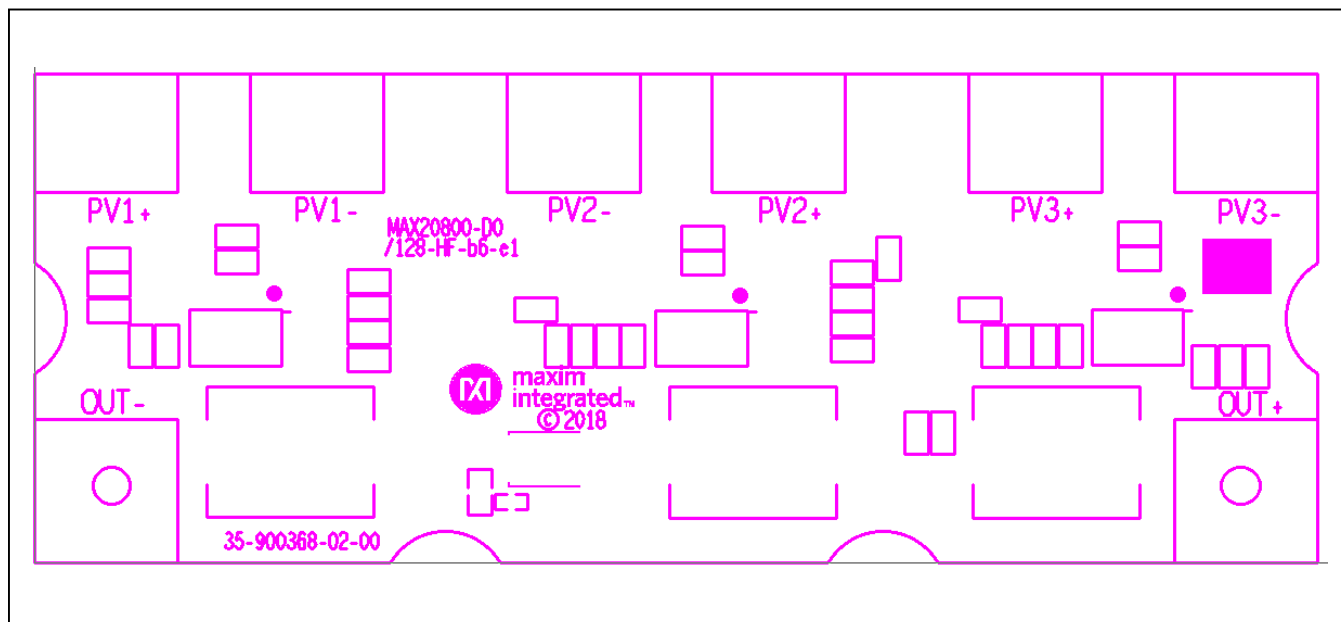 PV1+
PV1-
PV2-
PV2+
PV3+
PV3-
MAX20800-D0
/128-HF-b6-e1
maxim
integrated™
© 2018
OUT-
OUT+
35-900368-02-00